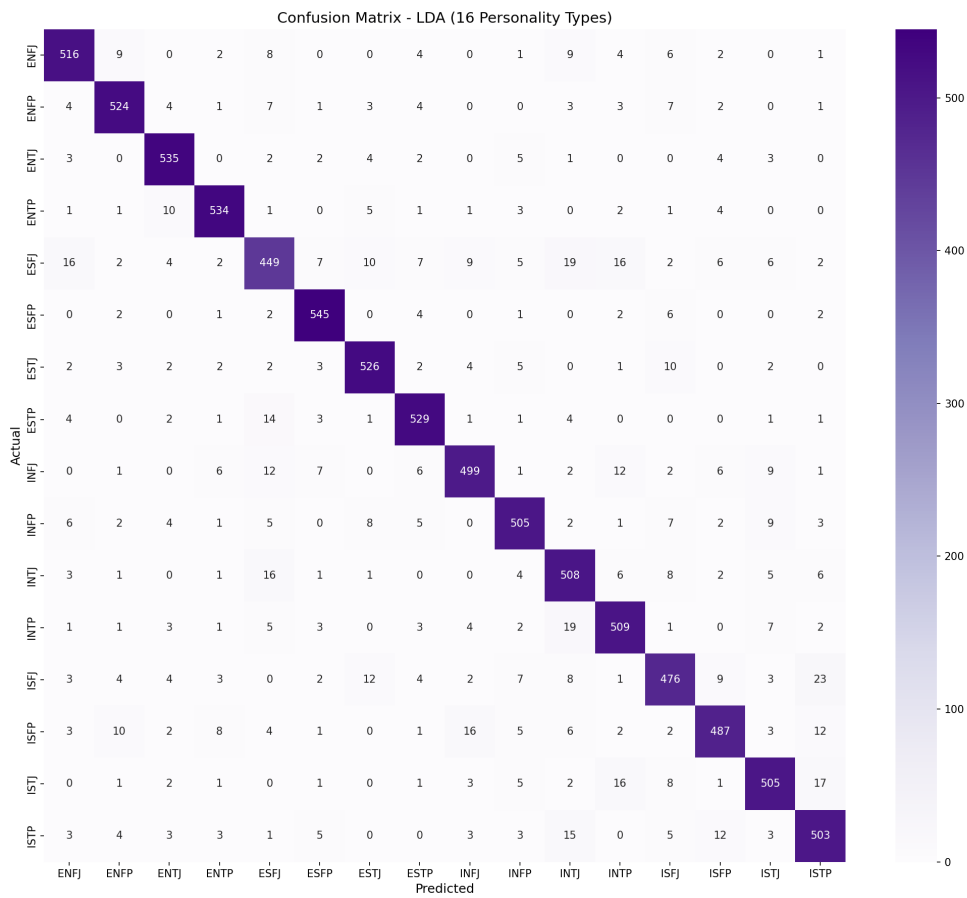 Confusion Matrix - LDA (16 Personality Types)
ENFJ 516 9 0 2 8 0 0 4 0 1 9 4 6 2 0 1
ENFP 4 524 4 1 7 1 3 4 0 0 3 3 7 2 0 1
ENTJ 3 0 535 0 2 2 4 2 0 5 1 0 0 4 3 0
ENTP 1 1 10 534 1 0 5 1 1 3 0 2 1 4 0 0
ESFJ 16 2 4 2 449 7 10 7 9 5 19 16 2 6 6 2
ESFP 0 2 0 1 2 545 0 4 0 1 0 2 6 0 0 2
ESTJ 2 3 2 2 2 3 526 2 4 5 0 1 10 0 2 0
ESTP 4 0 2 1 14 3 1 529 1 1 4 0 0 0 1 1
INFJ 0 1 0 6 12 7 0 6 499 1 2 12 2 6 9 1
INFP 6 2 4 1 5 0 8 5 0 505 2 1 7 2 9 3
INTJ 3 1 0 1 16 1 1 0 0 4 508 6 8 2 5 6
INTP 1 1 3 1 5 3 0 3 4 2 19 509 1 0 7 2
ISFJ 3 4 4 3 0 2 12 4 2 7 8 1 476 9 3 23
ISFP 3 10 2 8 4 1 0 1 16 5 6 2 2 487 3 12
ISTJ 0 1 2 1 0 1 0 1 3 5 2 16 8 1 505 17
ISTP 3 4 3 3 1 5 0 0 3 3 15 0 5 12 3 503
ENFJ ENFP ENTJ ENTP ESFJ ESFP ESTJ ESTP INFJ INFP INTJ INTP ISFJ ISFP ISTJ ISTP
Predicted
Actual
500
400
300
200
100
0